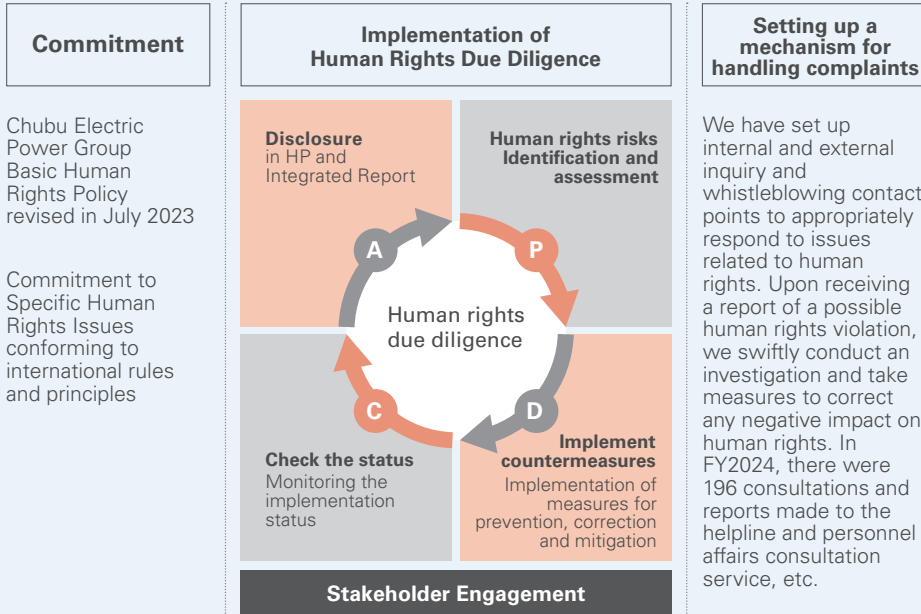 Commitment
Chubu Electric
Power Group
Basic Human
Rights Policy
revised in July 2023
Commitment to
Specific Human
Rights Issues
conforming to
international rules
and principles
Implementation of
Human Rights Due Diligence
Disclosure
in HP and
Integrated Report
Human rights risks
Identification and
assessment
A
P
Human rights
due diligence
C
D
Check the status
Monitoring the
implementation
status
Implement
countermeasures
Implementation of
measures for
prevention, correction
and mitigation
Stakeholder Engagement
Setting up a
mechanism for
handling complaints
We have set up
internal and external
inquiry and
whistleblowing contact
points to appropriately
respond to issues
related to human
rights. Upon receiving
a report of a possible
human rights violation,
we swiftly conduct an
investigation and take
measures to correct
any negative impact on
human rights. In
FY2024, there were
196 consultations and
reports made to the
helpline and personnel
affairs consultation
service, etc.